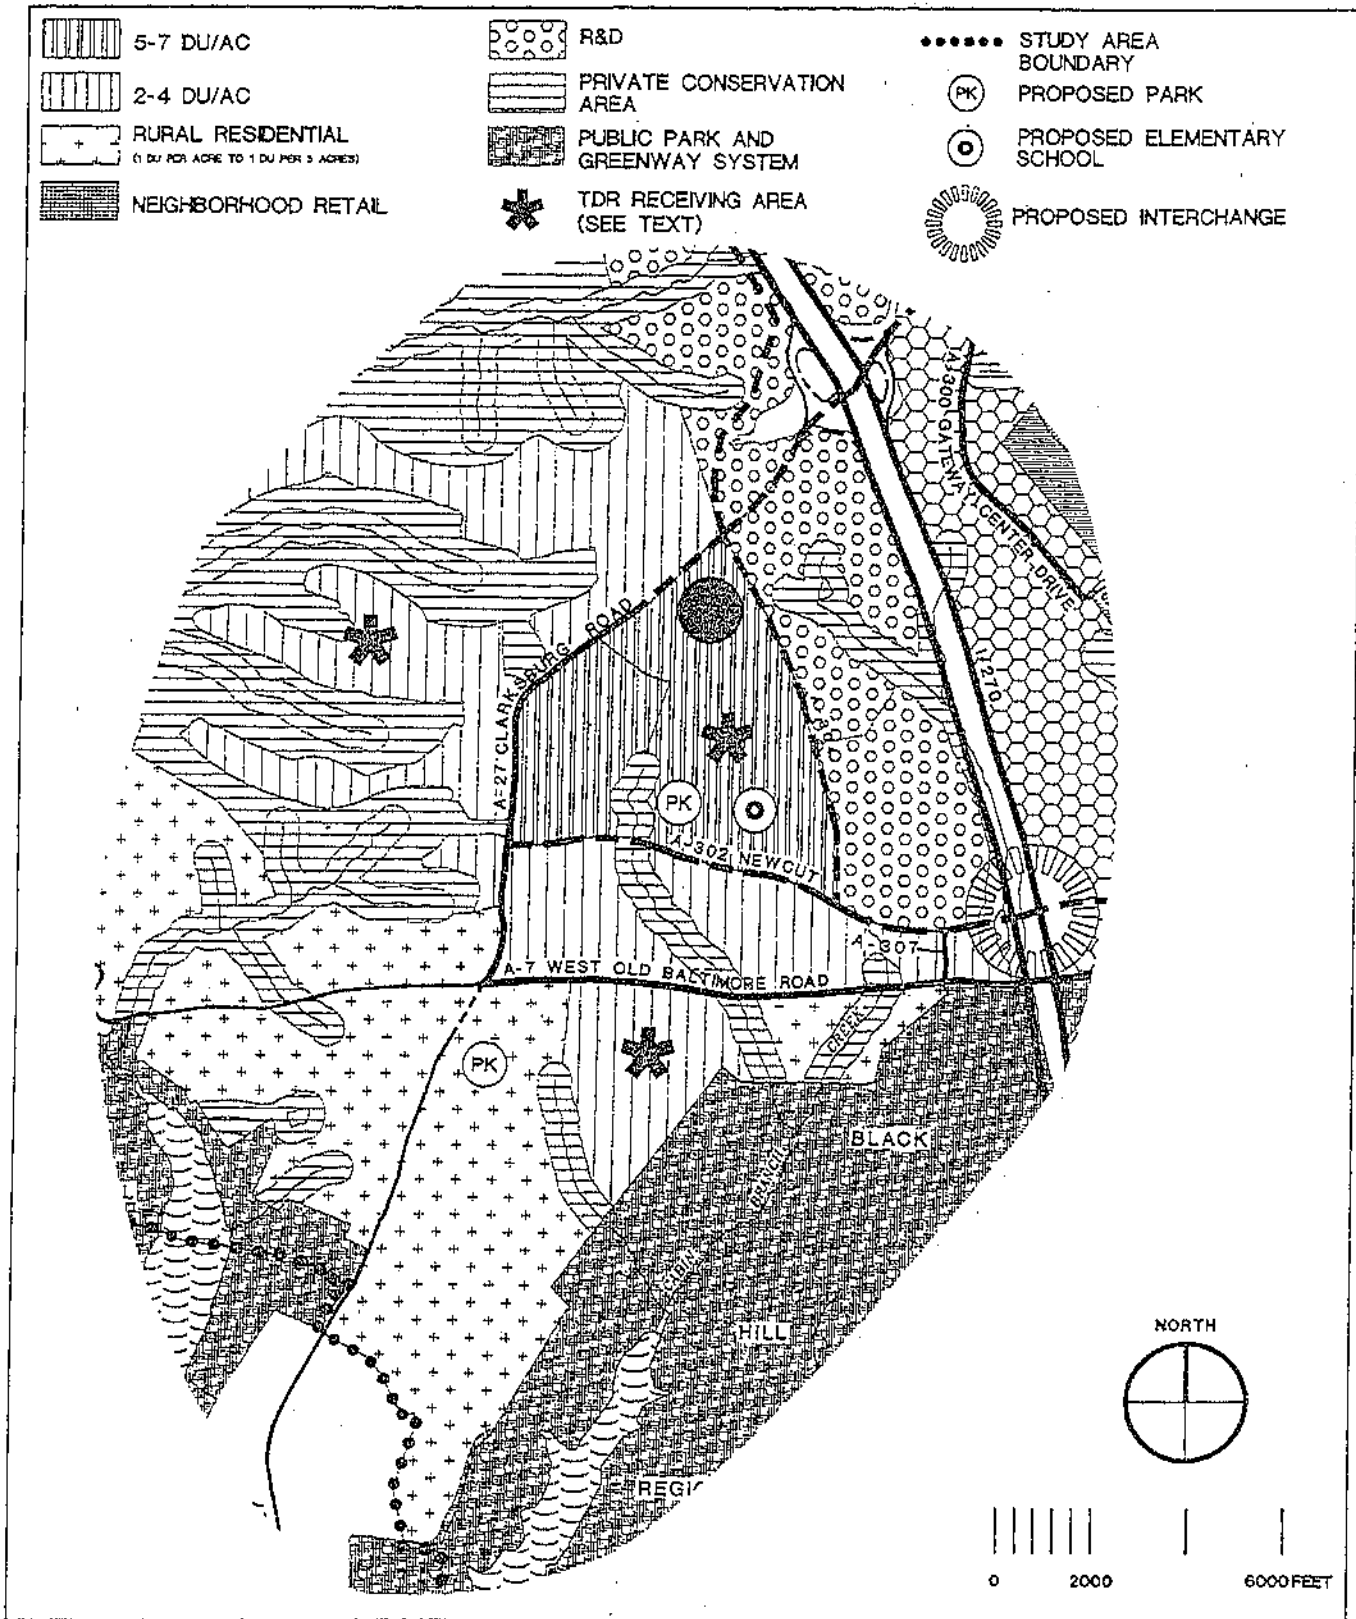 5-7 DU/AC
2-4 DU/AC
RURAL RESIDENTIAL
(1 DU PER ACRE TO 1 DU PER 5 ACRES)
NEIGHBORHOOD RETAIL
R&D
PRIVATE CONSERVATION
AREA
PUBLIC PARK AND
GREENWAY SYSTEM
TDR RECEIVING AREA
(SEE TEXT)
STUDY AREA
BOUNDARY
PK
PROPOSED PARK
PROPOSED ELEMENTARY
SCHOOL
PROPOSED INTERCHANGE
A-300 GATEWAY CENTER DRIVE
I-270
A-27 CLARKSBURG ROAD
PK
A-302 NEWCUT
A-307
A-7 WEST OLD BALTIMORE ROAD
CREEK
PK
BLACK
BRANCH
CABIN
HILL
NORTH
0 2000 6000 FEET